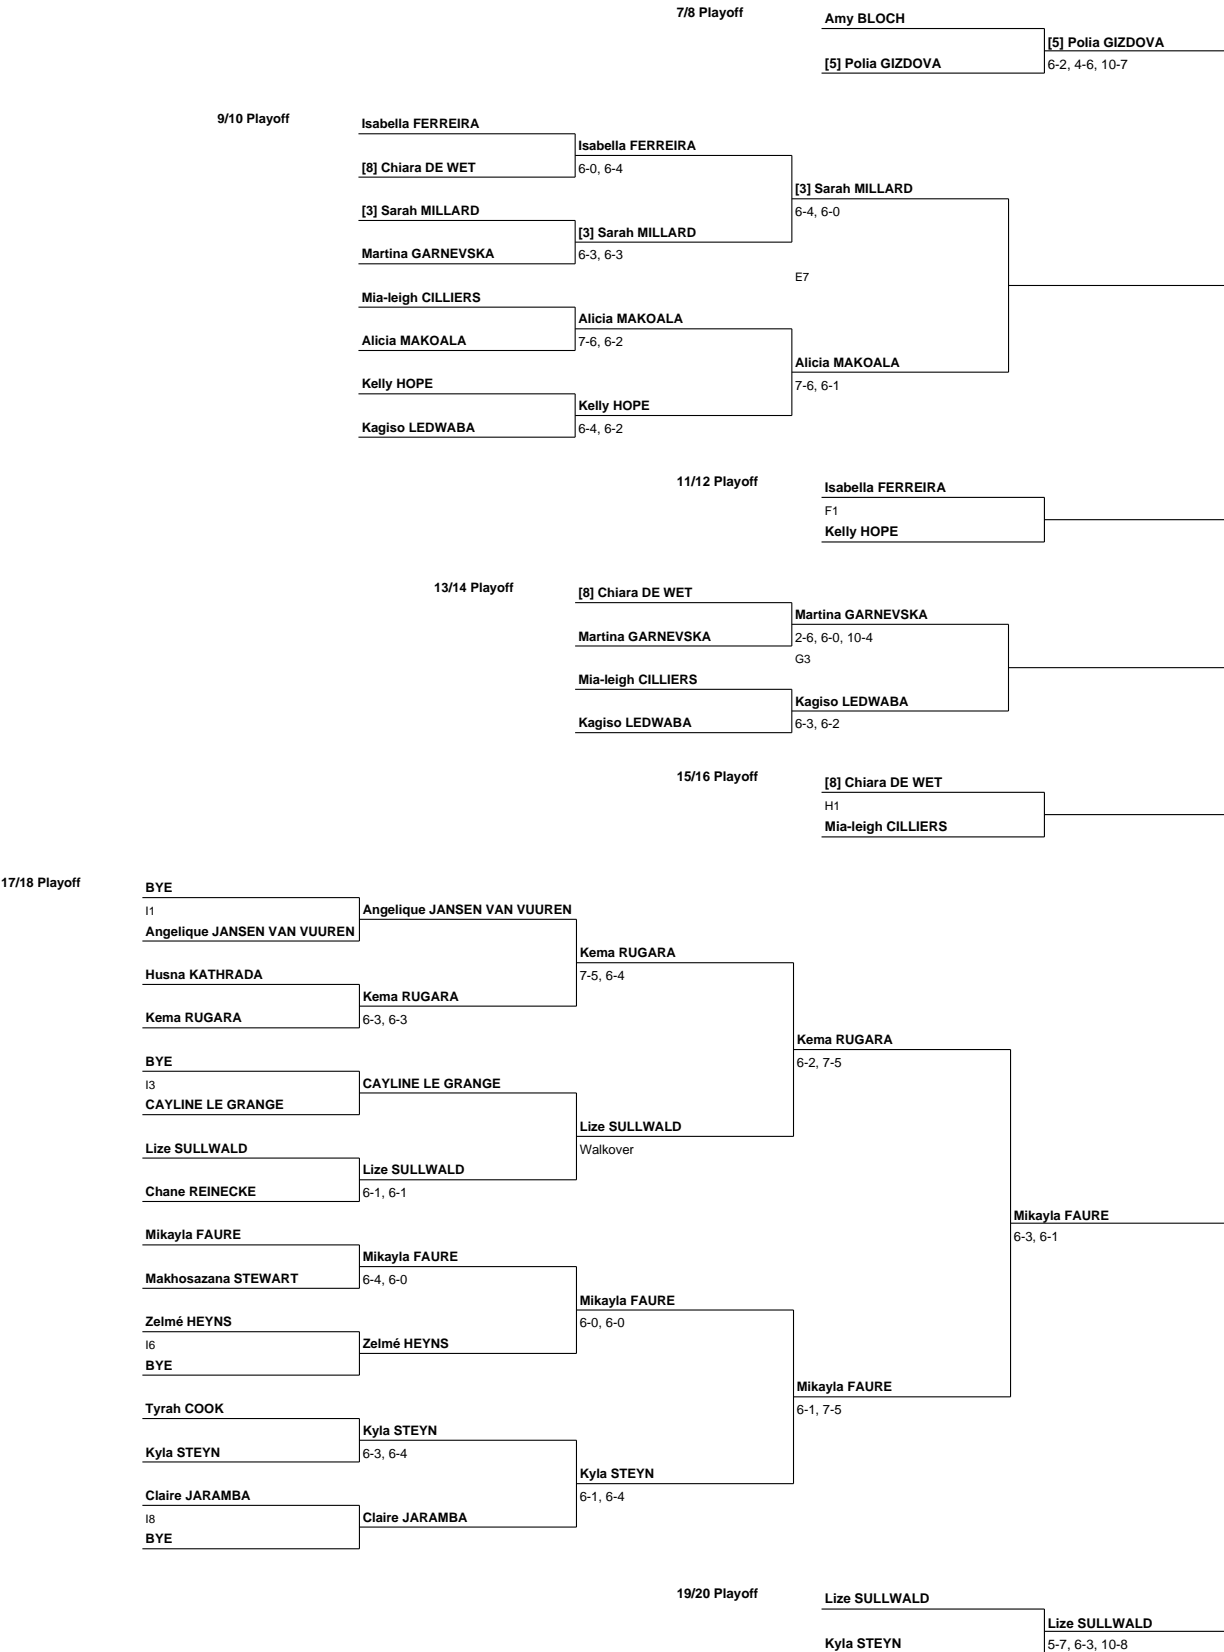 7/8 Playoff
Amy BLOCH
[5] Polia GIZDOVA
[5] Polia GIZDOVA
6-2, 4-6, 10-7
9/10 Playoff
Isabella FERREIRA
Isabella FERREIRA
[8] Chiara DE WET
6-0, 6-4
[3] Sarah MILLARD
[3] Sarah MILLARD
6-4, 6-0
[3] Sarah MILLARD
Martina GARNEVSKA
6-3, 6-3
E7
Mia-leigh CILLIERS
Alicia MAKOALA
Alicia MAKOALA
7-6, 6-2
Alicia MAKOALA
Kelly HOPE
7-6, 6-1
Kelly HOPE
Kagiso LEDWABA
6-4, 6-2
11/12 Playoff
Isabella FERREIRA
F1
Kelly HOPE
13/14 Playoff
[8] Chiara DE WET
Martina GARNEVSKA
Martina GARNEVSKA
2-6, 6-0, 10-4
G3
Mia-leigh CILLIERS
Kagiso LEDWABA
Kagiso LEDWABA
6-3, 6-2
15/16 Playoff
[8] Chiara DE WET
H1
Mia-leigh CILLIERS
17/18 Playoff
BYE
I1
Angelique JANSEN VAN VUUREN
Angelique JANSEN VAN VUUREN
Kema RUGARA
Husna KATHRADA
7-5, 6-4
Kema RUGARA
Kema RUGARA
6-3, 6-3
Kema RUGARA
BYE
6-2, 7-5
I3
CAYLINE LE GRANGE
CAYLINE LE GRANGE
Lize SULLWALD
Lize SULLWALD
Walkover
Lize SULLWALD
Chane REINECKE
6-1, 6-1
Mikayla FAURE
Mikayla FAURE
6-3, 6-1
Mikayla FAURE
Makhosazana STEWART
6-4, 6-0
Mikayla FAURE
Zelmé HEYNS
6-0, 6-0
I6
Zelmé HEYNS
BYE
Mikayla FAURE
6-1, 7-5
Tyrah COOK
Kyla STEYN
Kyla STEYN
6-3, 6-4
Kyla STEYN
Claire JARAMBA
6-1, 6-4
I8
Claire JARAMBA
BYE
19/20 Playoff
Lize SULLWALD
Lize SULLWALD
Kyla STEYN
5-7, 6-3, 10-8